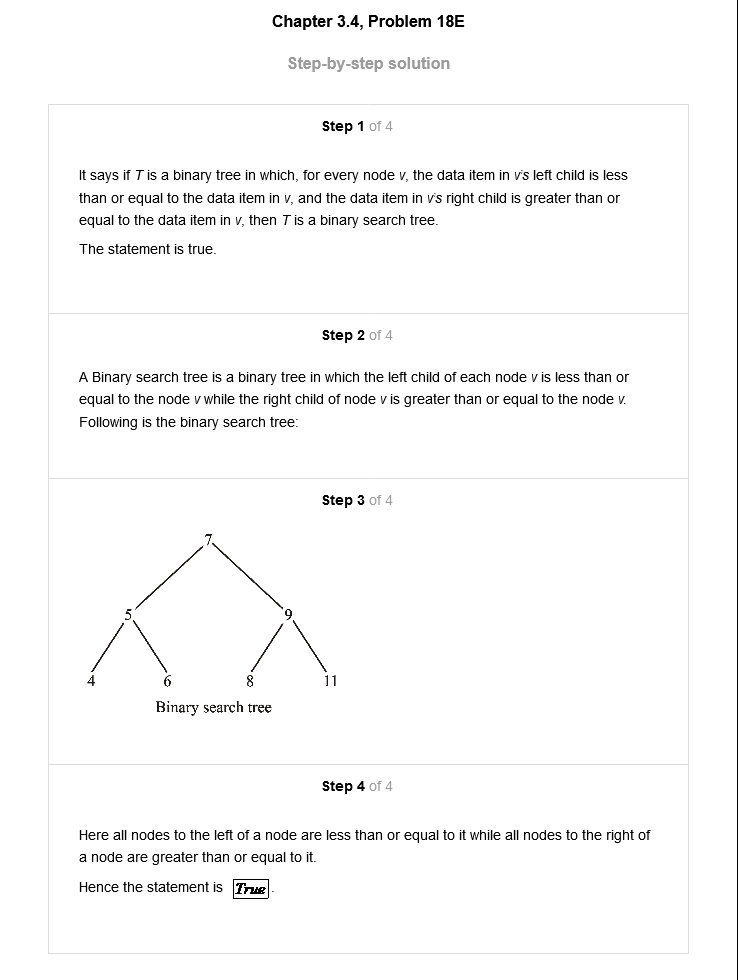 Chapter 3.4, Problem 18E
Step-by-step solution
Step 1 of 4
It says if T is a binary tree in which, for every node v, the data item in v's left child is less
than or equal to the data item in v, and the data item in v's right child is greater than or
equal to the data item in v, then T is a binary search tree.
The statement is true.
Step 2 of 4
A Binary search tree is a binary tree in which the left child of each node v is less than or
equal to the node v while the right child of node v is greater than or equal to the node v.
Following is the binary search tree:
Step 3 of 4
7
5 9
4 6 8 11
Binary search tree
Step 4 of 4
Here all nodes to the left of a node are less than or equal to it while all nodes to the right of
a node are greater than or equal to it.
Hence the statement is True.